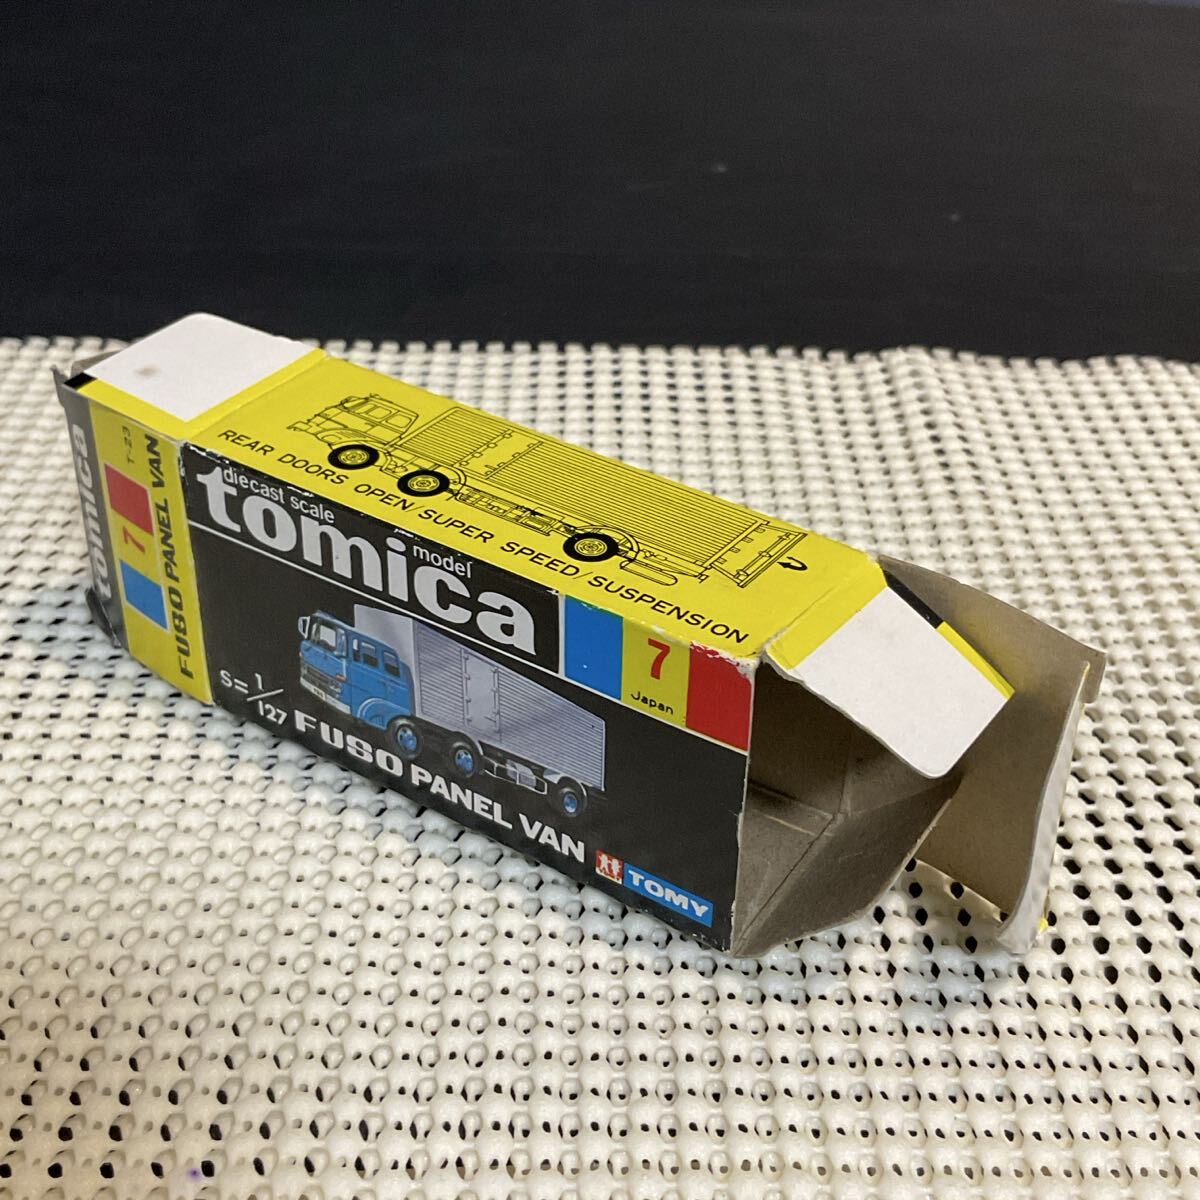 REAR DOORS OPEN/SUPER SPEED/SUSPENSION
tomica
7
T-23
FUSO PANEL VAN
diecast scale model
tomica
7
Japan
S=1/127 FUSO PANEL VAN
TOMY